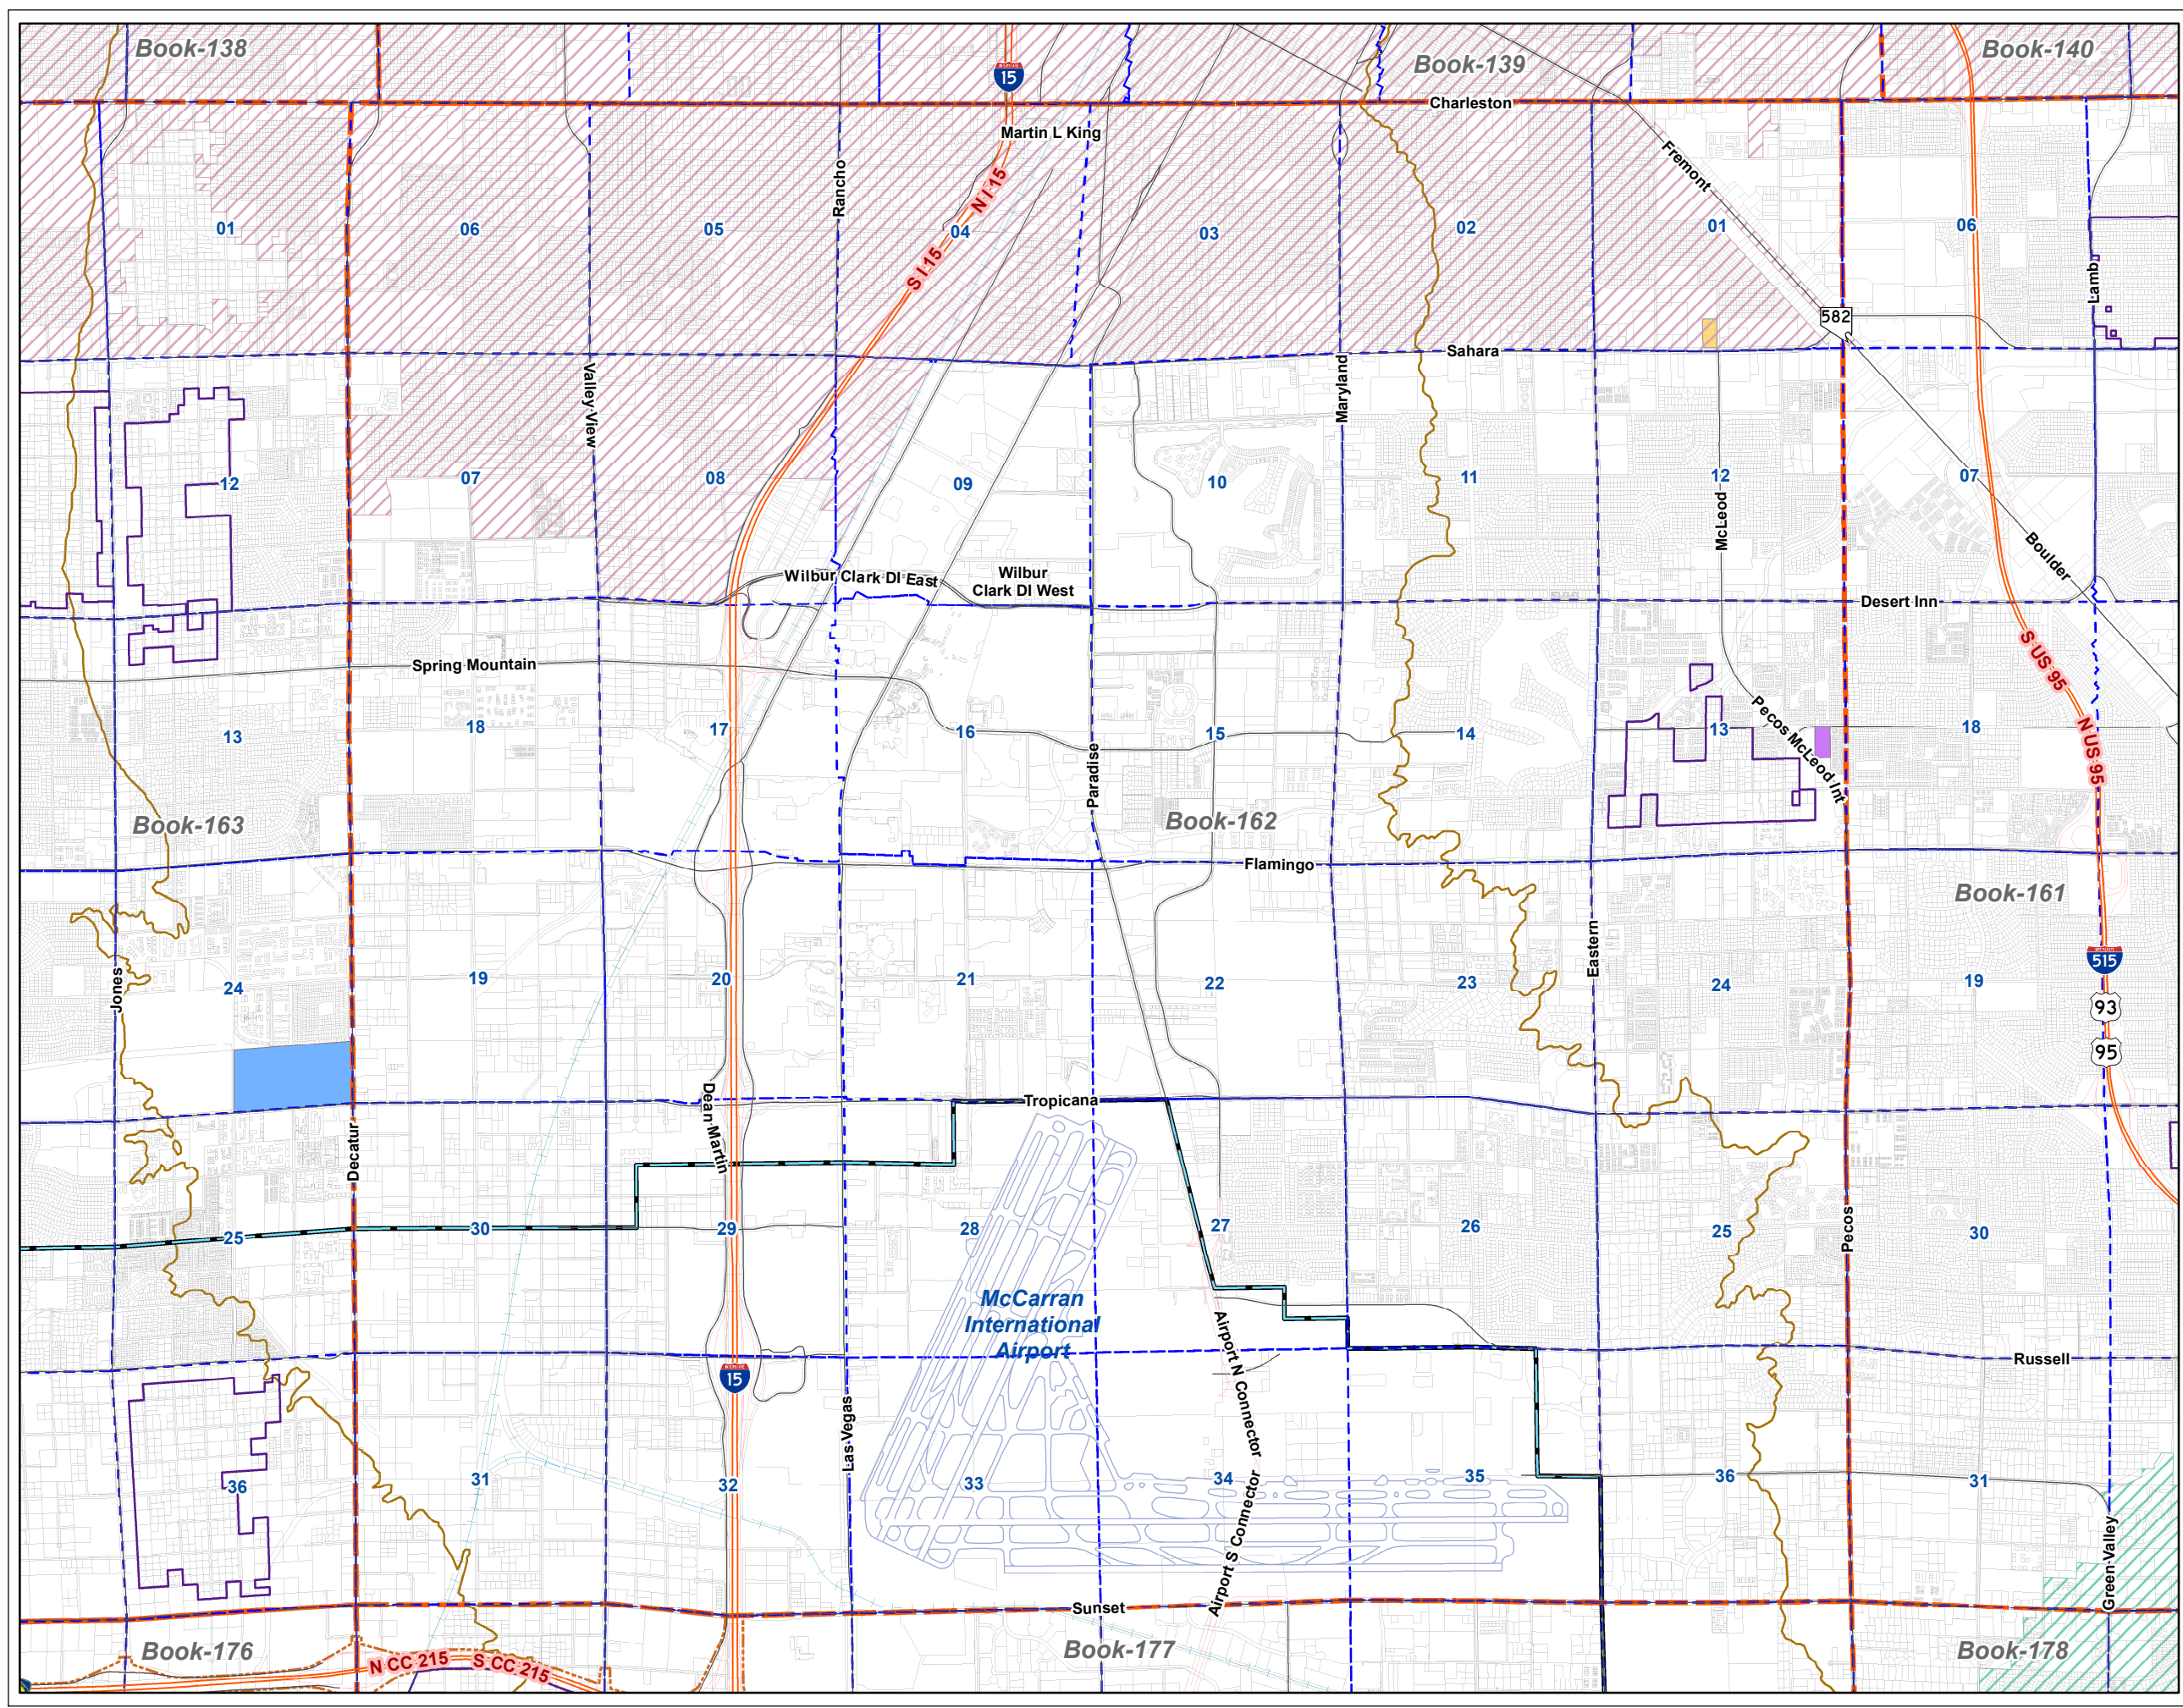 Book-138
Book-139
Book-140
15
Charleston
Martin L King
Fremont
Rancho
N I 15
S I 15
01
06
05
04
03
02
01
06
Lamb
582
Sahara
Valley View
Maryland
12
07
08
09
10
11
12
07
McLeod
Boulder
Wilbur Clark DI East
Wilbur
Clark DI West
Desert Inn
Spring Mountain
S US 95
N US 95
13
18
17
16
15
14
13
18
Pecos McLeod Int
Paradise
Book-163
Book-162
Flamingo
Book-161
Eastern
515
Jones
24
19
20
21
22
23
24
19
93
95
Dean Martin
Tropicana
Decatur
Pecos
25
30
29
28
27
26
25
30
McCarran
International
Airport
Airport N Connector
Russell
15
Las Vegas
36
31
32
33
34
35
36
31
Airport S Connector
Green Valley
Sunset
Book-176
Book-177
Book-178
N CC 215
S CC 215